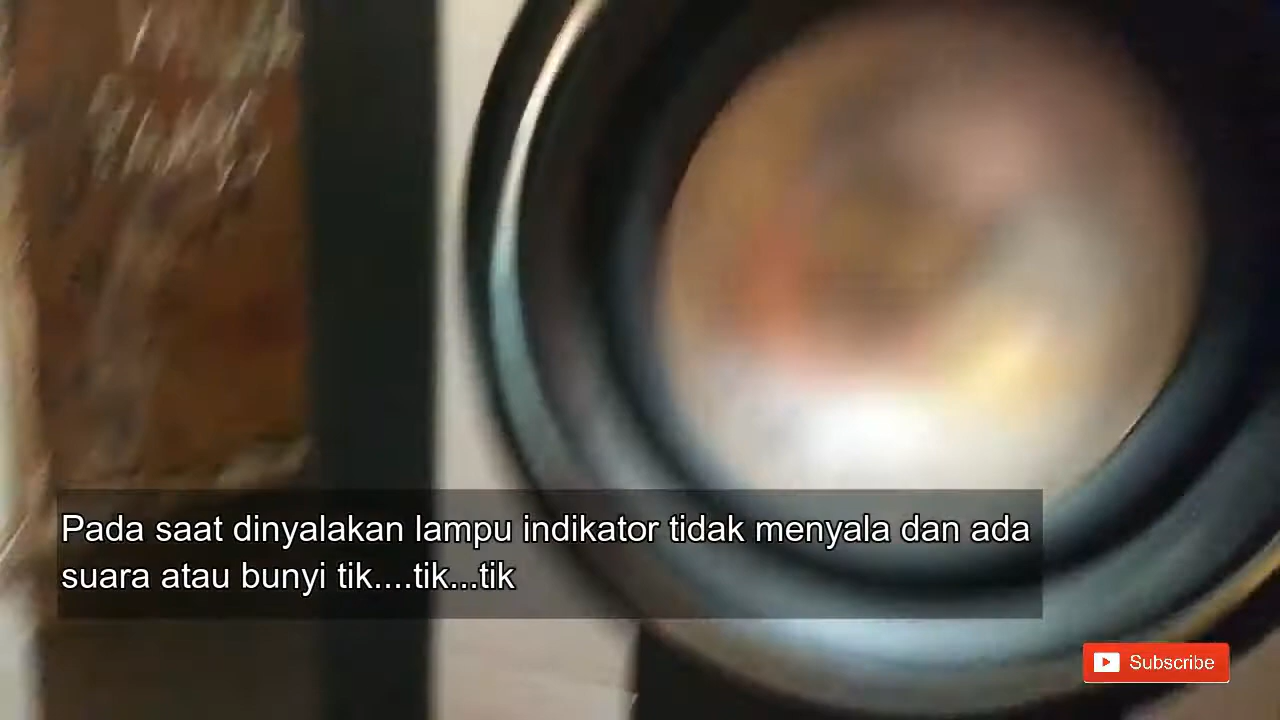 Pada saat dinyalakan lampu indikator tidak menyala dan ada
suara atau bunyi tik....tik...tik
Subscribe